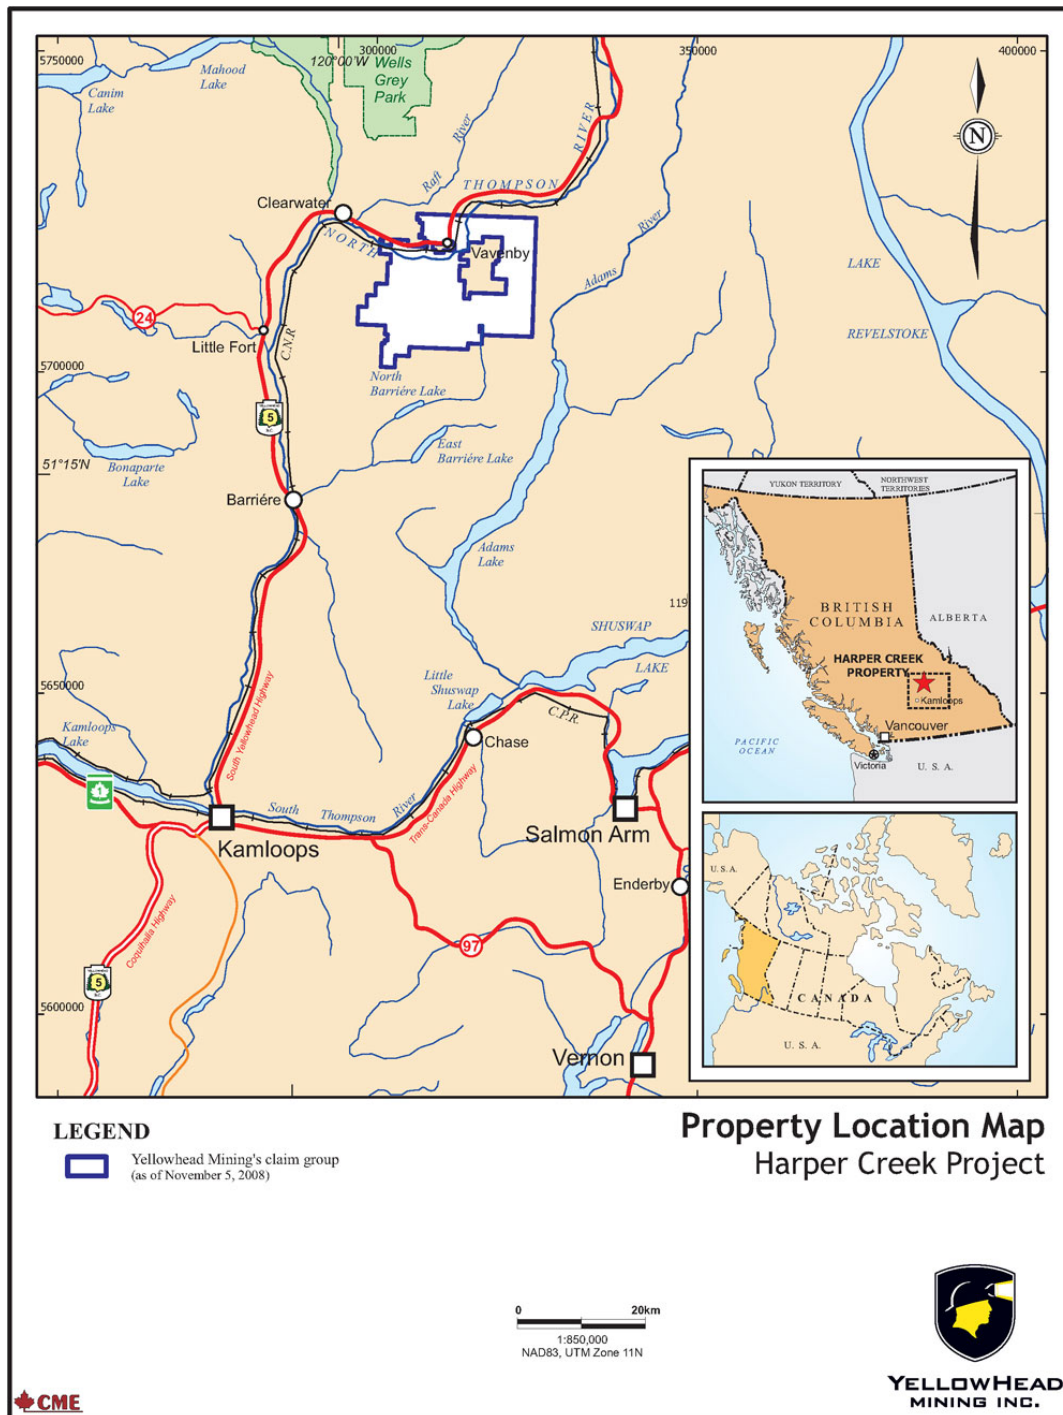 5750000
300000
350000
400000
120°00'W
Wells
Grey
Park
Mahood
Lake
Canim
Lake
River
Raft
THOMPSON
RIVER
N
Clearwater
NORTH
Vavenby
Adams
River
LAKE
REVELSTOKE
24
Little Fort
C.N.R.
5700000
North
Barriére Lake
YELLOWHEAD
5
B.C.
East
Barriére Lake
51°15'N
Bonaparte
Lake
Barriére
Adams
Lake
119
SHUSWAP
LAKE
Little
Shuswap
Lake
C.P.R.
5650000
Kamloops
Lake
South Yellowhead Highway
Chase
1
South
Thompson
River
Trans-Canada Highway
Kamloops
Salmon Arm
Enderby
Coquihalla Highway
97
YELLOWHEAD
5
B.C.
5600000
Vernon
YUKON TERRITORY
NORTHWEST
TERRITORIES
BRITISH
COLUMBIA
ALBERTA
HARPER CREEK
PROPERTY
Kamloops
Vancouver
PACIFIC
OCEAN
Victoria
U. S. A.
U. S. A.
CANADA
U. S. A.
Property Location Map
Harper Creek Project
LEGEND
Yellowhead Mining's claim group
(as of November 5, 2008)
0
20km
1:850,000
NAD83, UTM Zone 11N
YELLOWHEAD
MINING INC.
CME